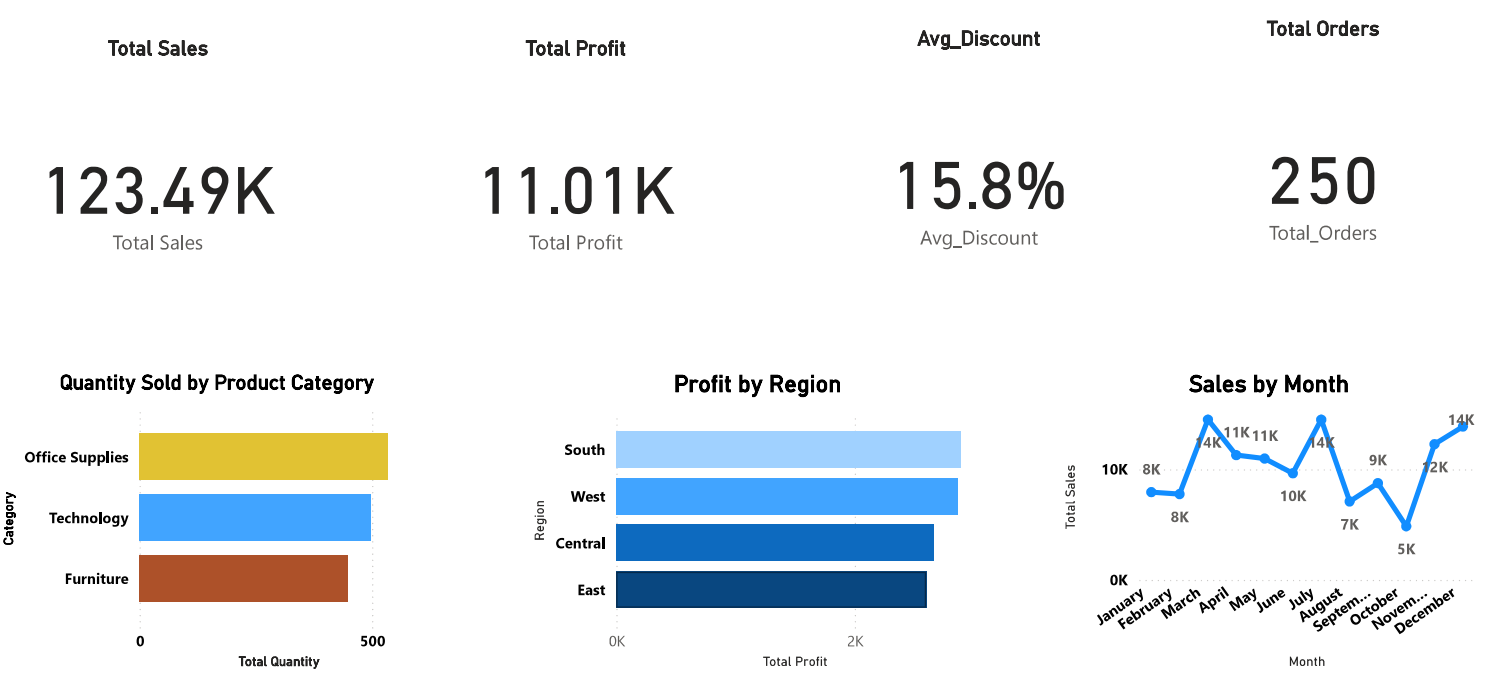 Total Sales
Total Profit
Avg_Discount
Total Orders
123.49K
Total Sales
11.01K
Total Profit
15.8%
Avg_Discount
250
Total_Orders
Quantity Sold by Product Category
Category
Office Supplies
Technology
Furniture
0
500
Total Quantity
Profit by Region
Region
South
West
Central
East
0K
2K
Total Profit
Sales by Month
Total Sales
10K
0K
8K
8K
14K
11K
11K
10K
14K
7K
9K
5K
12K
14K
January
February
March
April
May
June
July
August
Septem...
October
Novem...
December
Month